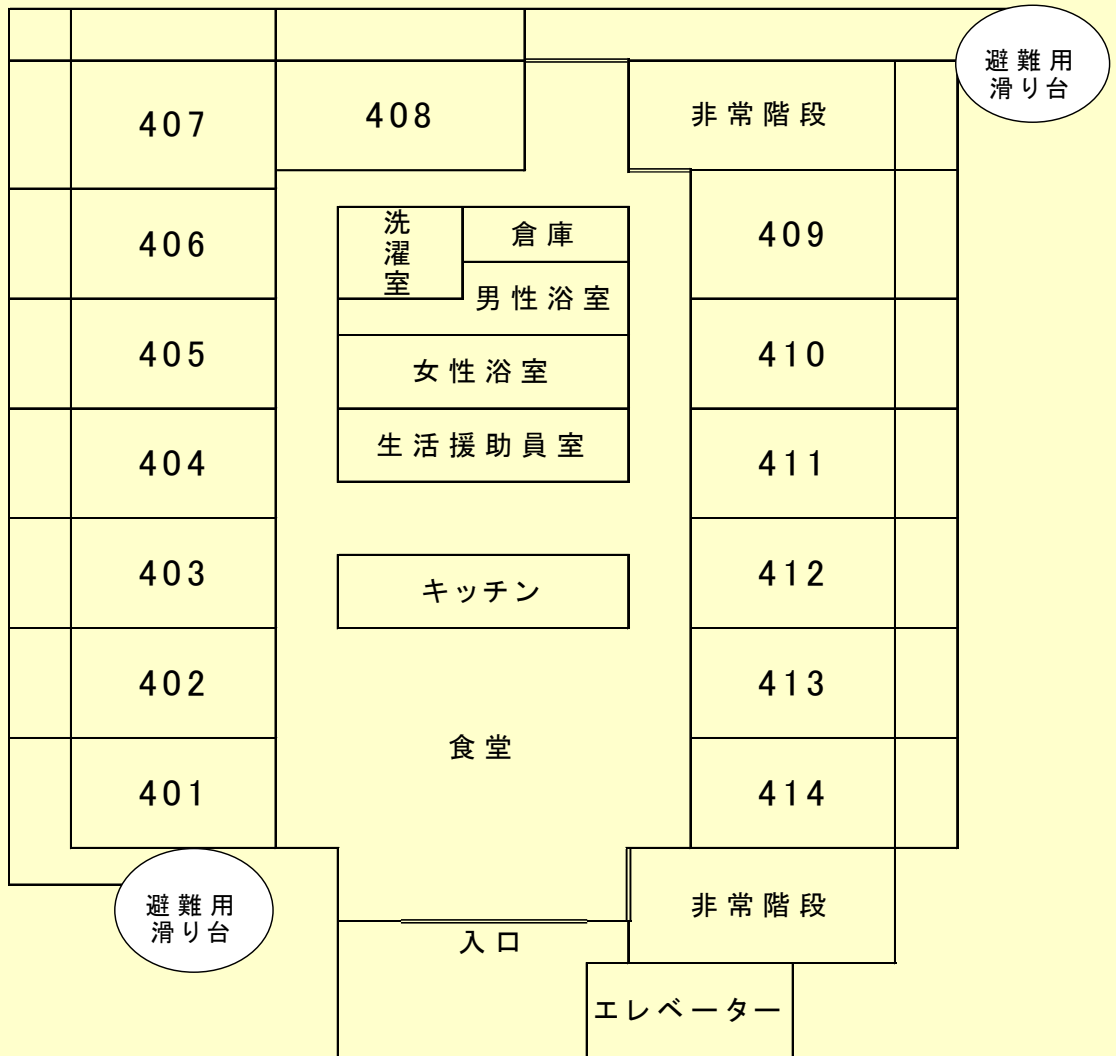 避難用
滑り台
407
408
非常階段
406
洗濯室
倉庫
409
男性浴室
405
女性浴室
410
404
生活援助員室
411
403
キッチン
412
402
413
食堂
401
414
避難用
滑り台
非常階段
入口
エレベーター